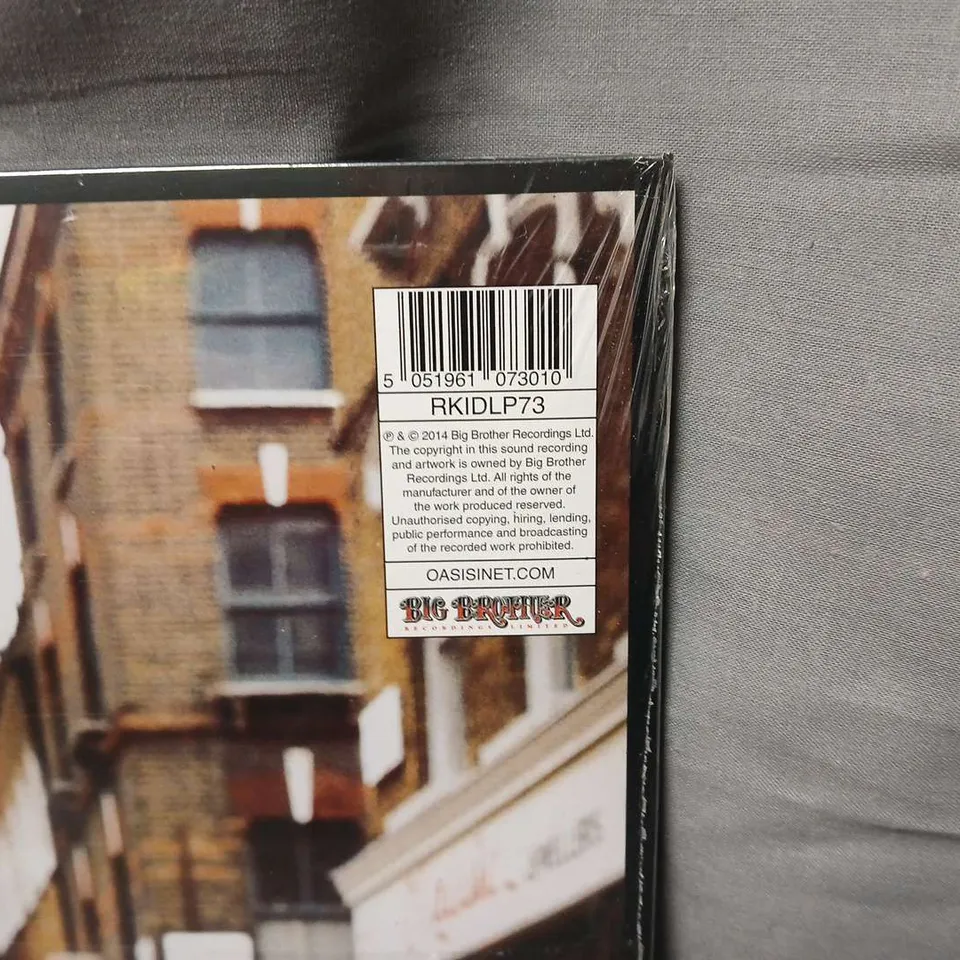 5 051961 073010
RKIDLP73
℗ & © 2014 Big Brother Recordings Ltd.
The copyright in this sound recording
and artwork is owned by Big Brother
Recordings Ltd. All rights of the
manufacturer and of the owner of
the work produced reserved.
Unauthorised copying, hiring, lending,
public performance and broadcasting
of the recorded work prohibited.
OASISINET.COM
BIG BROTHER
RECORDINGS LIMITED